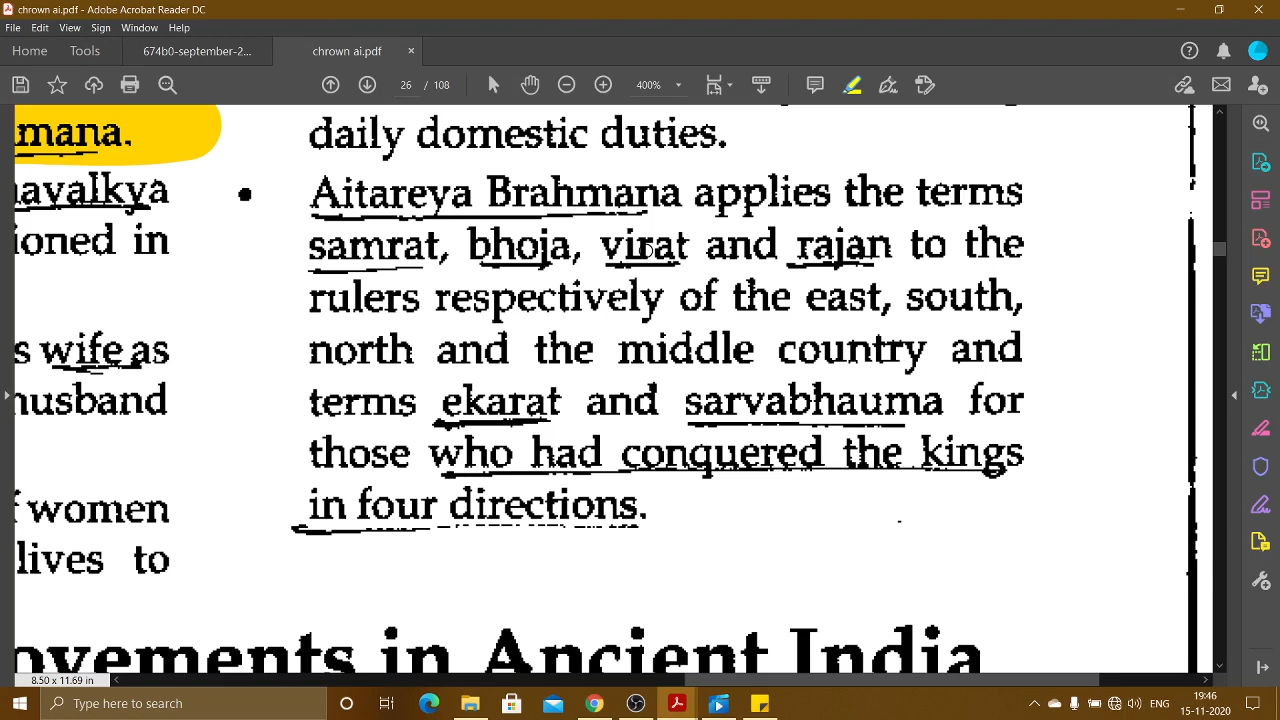 chrown ai.pdf - Adobe Acrobat Reader DC
File Edit View Sign Window Help
Home Tools 674b0-september-2... chrown ai.pdf ×
26 / 108 400%
mana.
navalkya
ioned in
s wife as
husband
f women
lives to
daily domestic duties.
• Aitareya Brahmana applies the terms
samrat, bhoja, virat and rajan to the
rulers respectively of the east, south,
north and the middle country and
terms ekarat and sarvabhauma for
those who had conquered the kings
in four directions.
ovements in Ancient India
8.50 x 11.69 in
Type here to search
ENG
19:46
15-11-2020